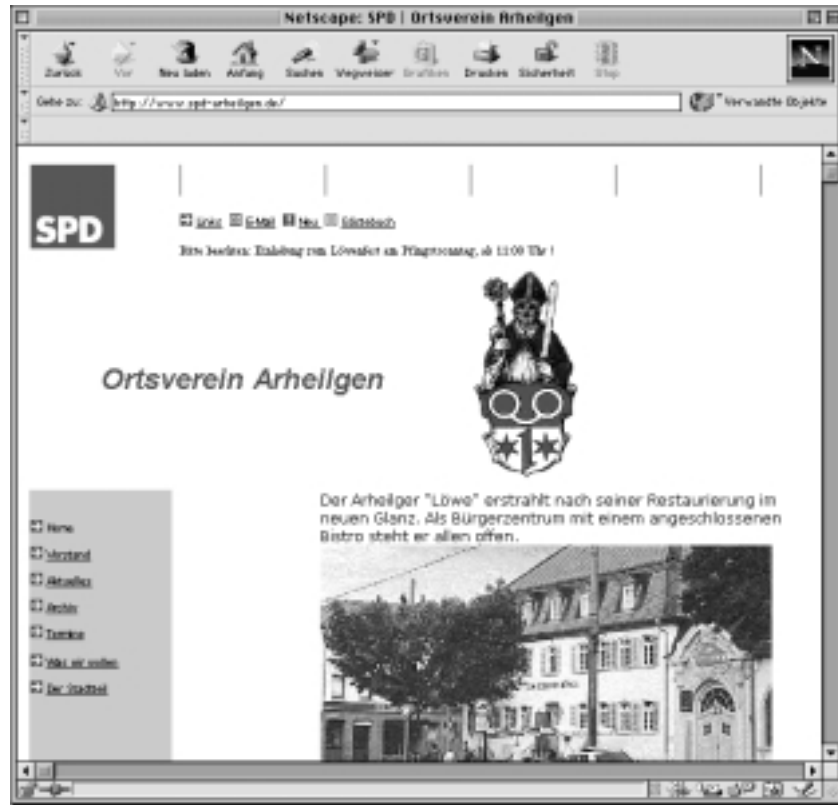 Netscape: SPD | Ortsverein Arheilgen
Zurück Vor Neu laden Anfang Suchen Wegweiser Grafiken Drucken Sicherheit Stop
Gehe zu: http://www.spd-arheilgen.de/ Verwandte Objekte
SPD
Links E-Mail Neu Gästebuch
Bitte beachten: Einladung zum Löwenfest am Pfingstsonntag, ab 11:00 Uhr !
Ortsverein Arheilgen
Der Arheilger "Löwe" erstrahlt nach seiner Restaurierung im
neuen Glanz. Als Bürgerzentrum mit einem angeschlossenen
Bistro steht er allen offen.
Home
Vorstand
Aktuelles
Archiv
Termine
Was wir wollen
Der Stadtteil